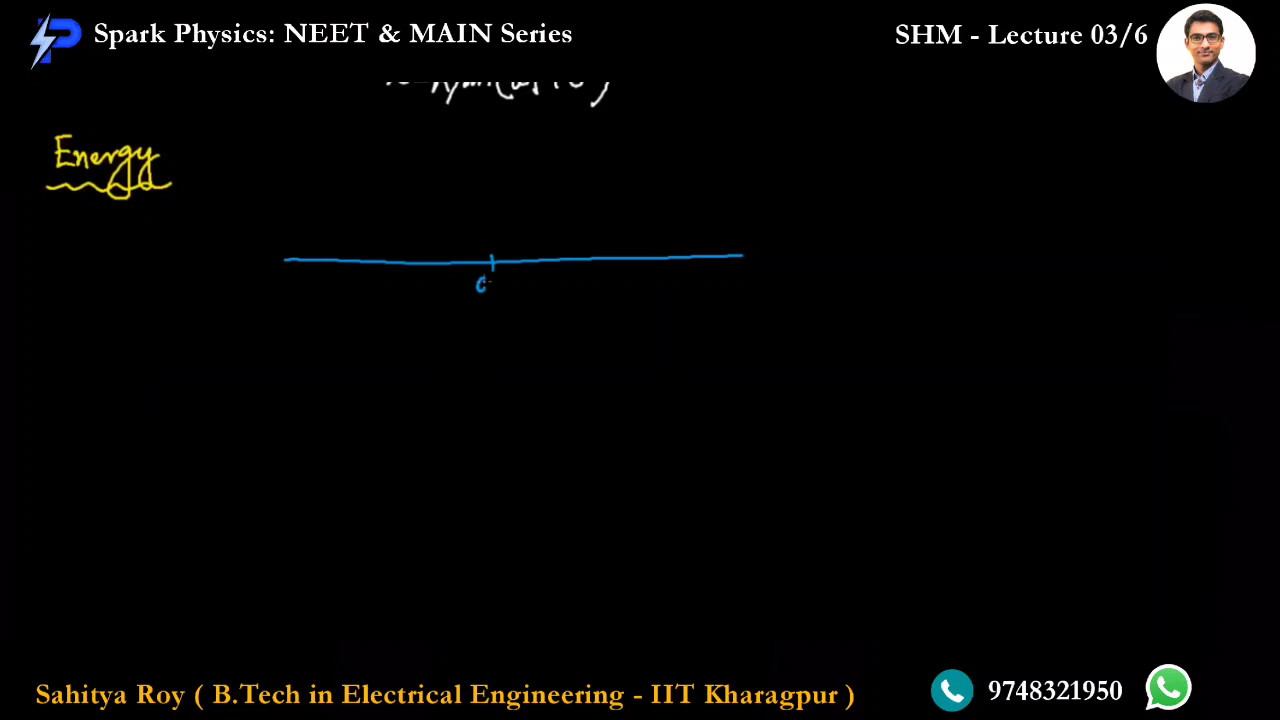 Spark Physics: NEET & MAIN Series
SHM - Lecture 03/6
Energy
Sahitya Roy ( B.Tech in Electrical Engineering - IIT Kharagpur )
9748321950